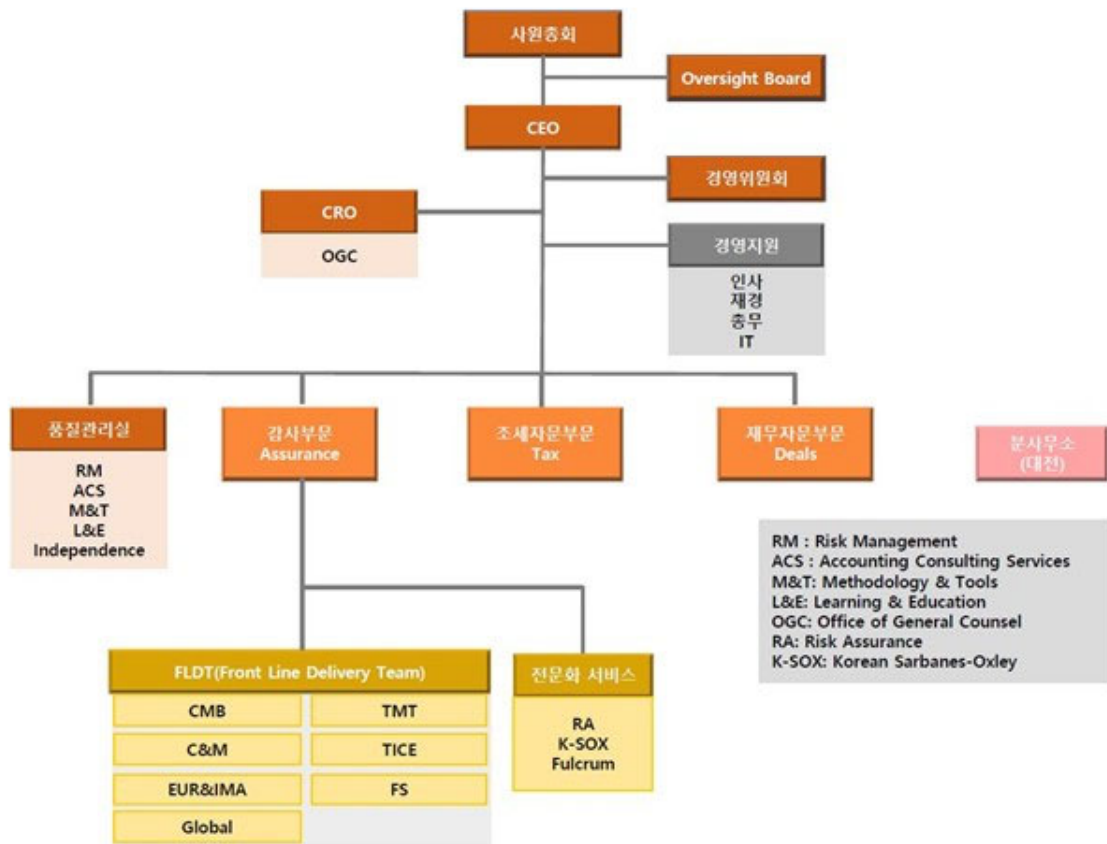 사원총회
Oversight Board
CEO
경영위원회
CRO
OGC
경영지원
인사
재경
총무
IT
품질관리실
RM
ACS
M&T
L&E
Independence
감사부문
Assurance
조세자문부문
Tax
재무자문부문
Deals
분사무소
(대전)
RM : Risk Management
ACS : Accounting Consulting Services
M&T: Methodology & Tools
L&E: Learning & Education
OGC: Office of General Counsel
RA: Risk Assurance
K-SOX: Korean Sarbanes-Oxley
FLDT(Front Line Delivery Team)
CMB
TMT
C&M
TICE
EUR&IMA
FS
Global
전문화 서비스
RA
K-SOX
Fulcrum